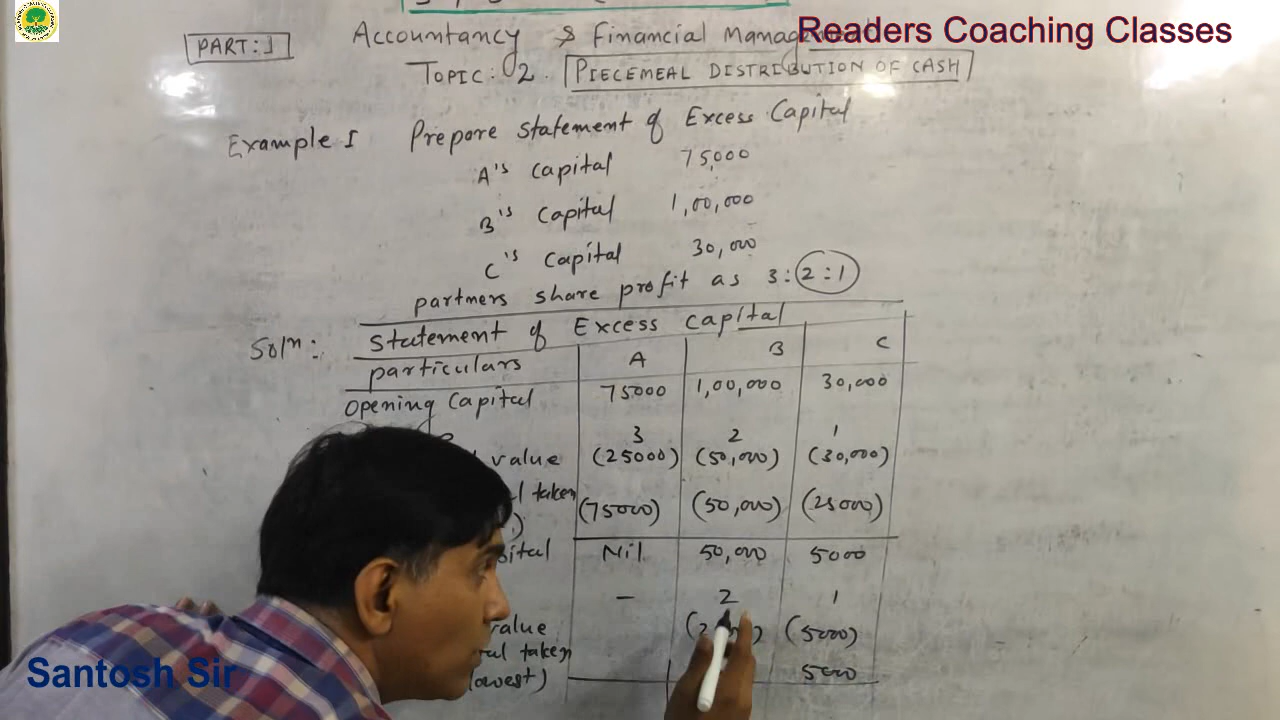 Readers Coaching Classes
PART: 1
Accountancy & Financial
TOPIC: 2. PIECEMEAL DISTRIBUTION OF CASH
Example I Prepare statement of Excess Capital
A's capital 75,000
B's capital 1,00,000
C's capital 30,000
partners share profit as 3:2:1
Soln: Statement of Excess capital
particulars A B C
Opening Capital 75000 1,00,000 30,000
3 2 1
value (25000) (50,000) (30,000)
taken (75000) (50,000) (25000)
Nil 50,000 5000
— 2 1
value (5000)
taken
lowest) 5000
Santosh Sir